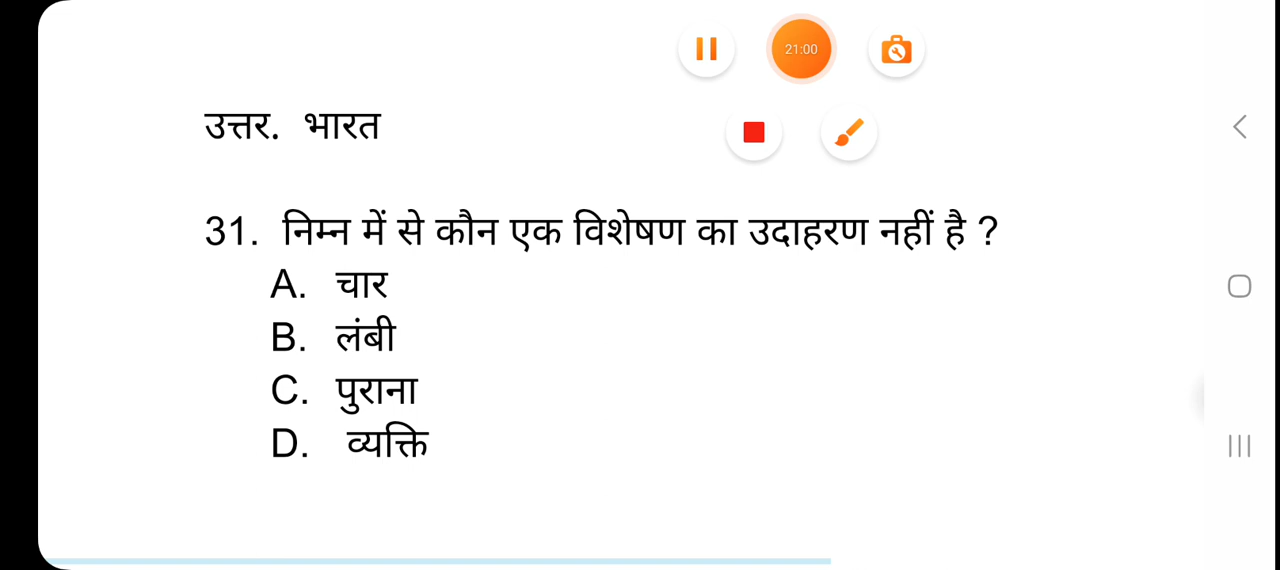 21:00
उत्तर. भारत
31. निम्न में से कौन एक विशेषण का उदाहरण नहीं है ?
A. चार
B. लंबी
C. पुराना
D. व्यक्ति